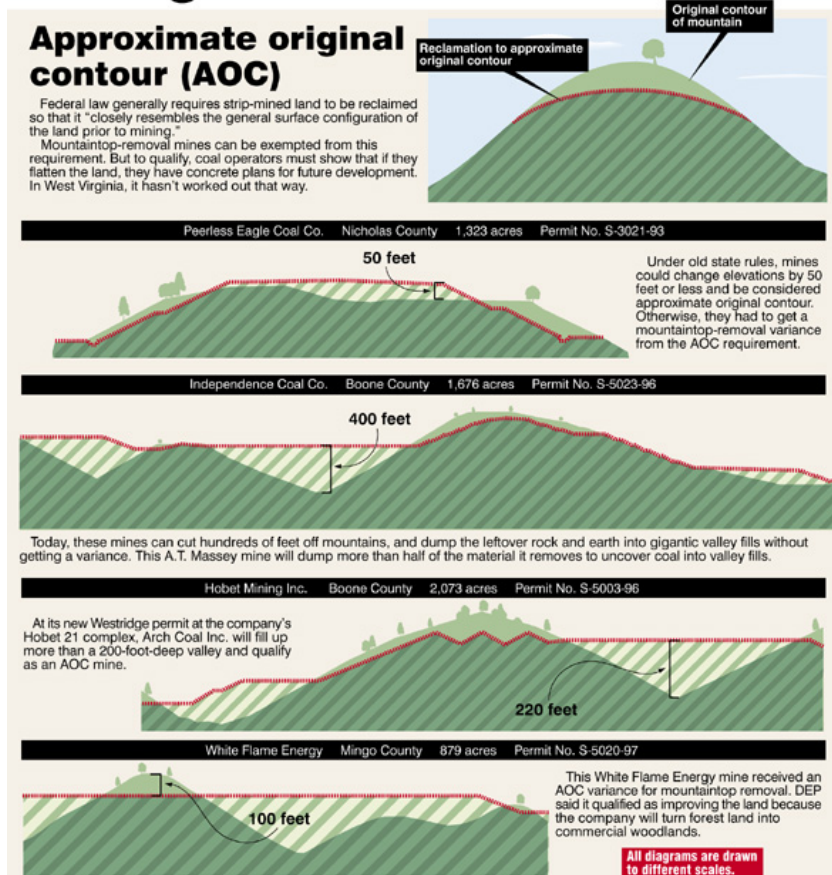 Approximate original
contour (AOC)
Federal law generally requires strip-mined land to be reclaimed
so that it “closely resembles the general surface configuration of
the land prior to mining.”
Mountaintop-removal mines can be exempted from this
requirement. But to qualify, coal operators must show that if they
flatten the land, they have concrete plans for future development.
In West Virginia, it hasn’t worked out that way.
Original contour
of mountain
Reclamation to approximate
original contour
Peerless Eagle Coal Co. Nicholas County 1,323 acres Permit No. S-3021-93
50 feet
Under old state rules, mines
could change elevations by 50
feet or less and be considered
approximate original contour.
Otherwise, they had to get a
mountaintop-removal variance
from the AOC requirement.
Independence Coal Co. Boone County 1,676 acres Permit No. S-5023-96
400 feet
Today, these mines can cut hundreds of feet off mountains, and dump the leftover rock and earth into gigantic valley fills without
getting a variance. This A.T. Massey mine will dump more than half of the material it removes to uncover coal into valley fills.
Hobet Mining Inc. Boone County 2,073 acres Permit No. S-5003-96
At its new Westridge permit at the company’s
Hobet 21 complex, Arch Coal Inc. will fill up
more than a 200-foot-deep valley and qualify
as an AOC mine.
220 feet
White Flame Energy Mingo County 879 acres Permit No. S-5020-97
100 feet
This White Flame Energy mine received an
AOC variance for mountaintop removal. DEP
said it qualified as improving the land because
the company will turn forest land into
commercial woodlands.
All diagrams are drawn
to different scales.